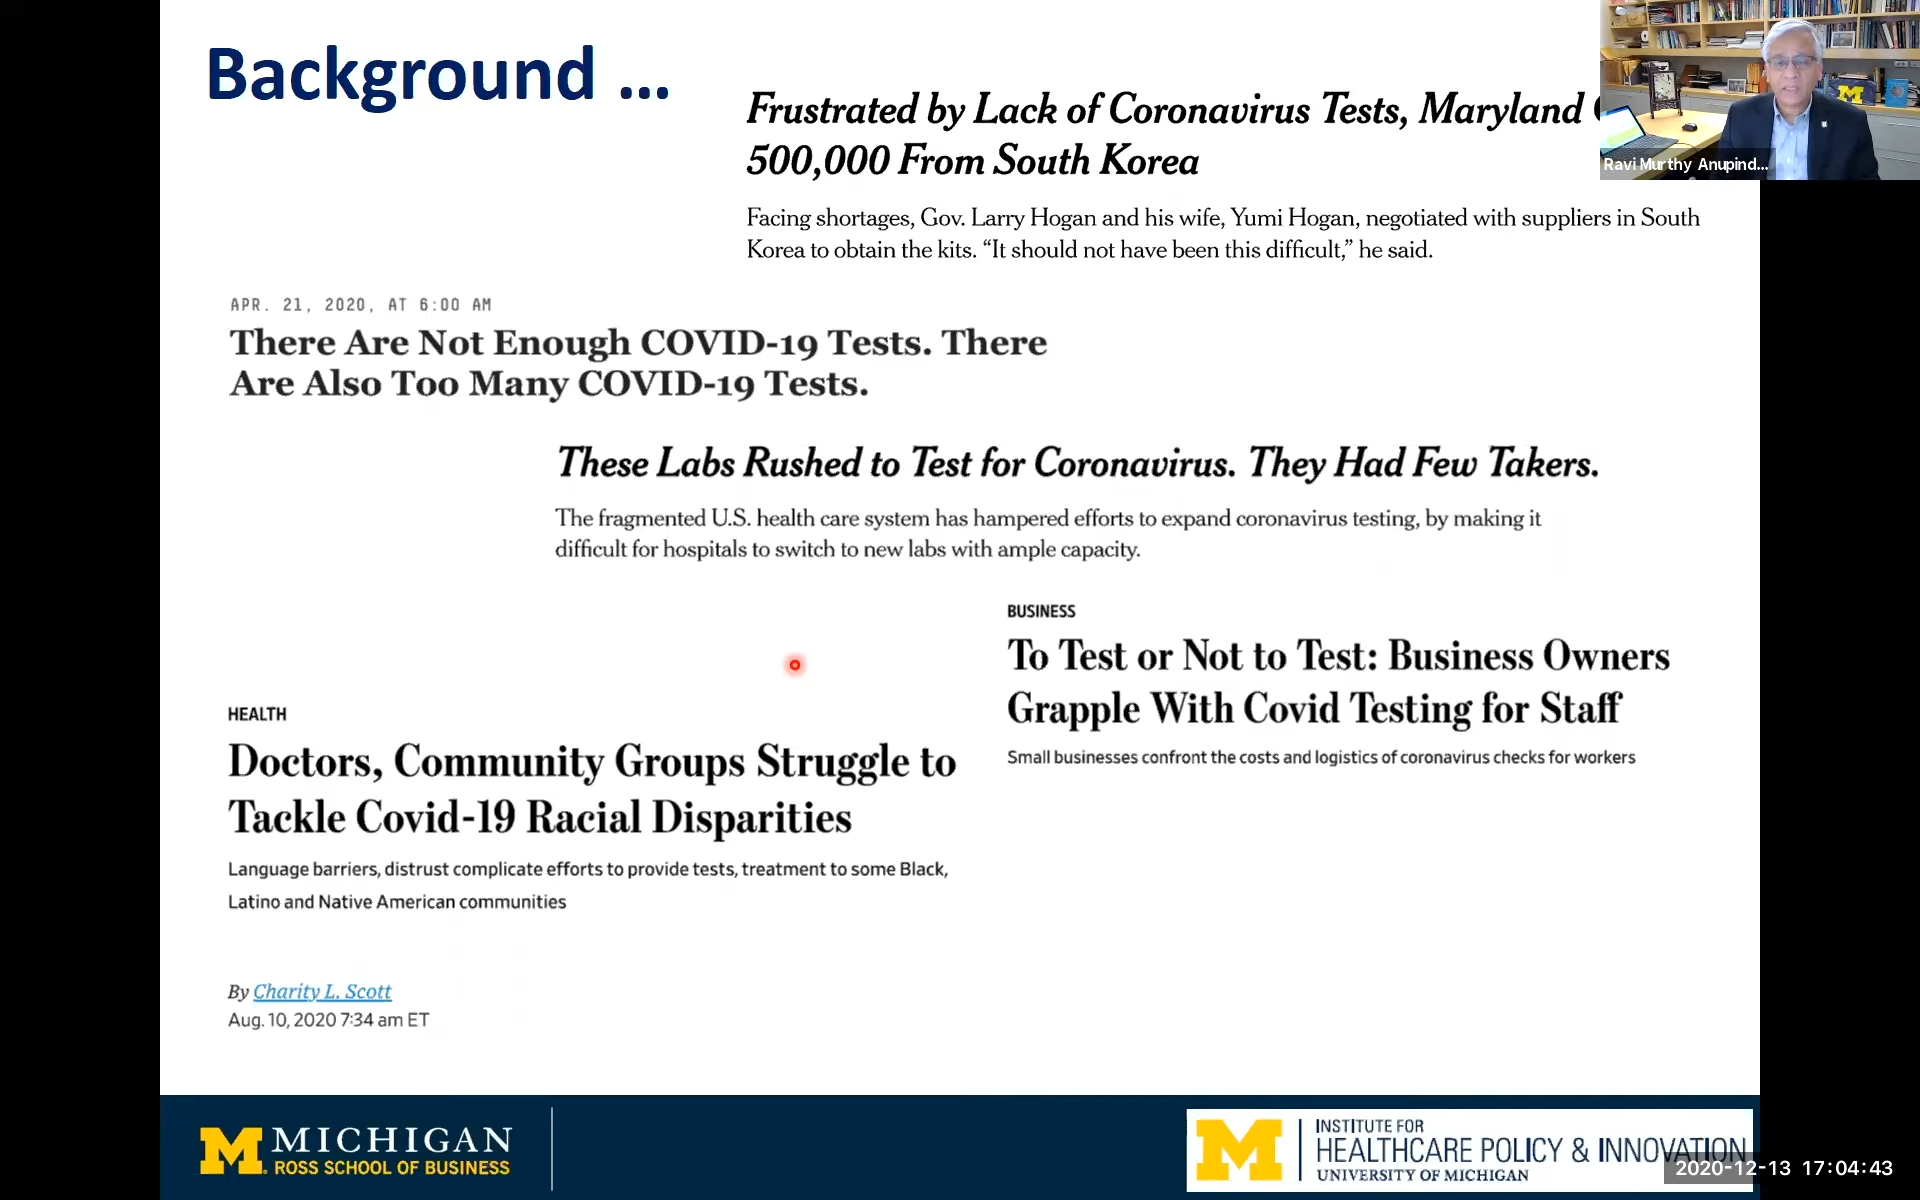 Background ...
Frustrated by Lack of Coronavirus Tests, Maryland
500,000 From South Korea
Facing shortages, Gov. Larry Hogan and his wife, Yumi Hogan, negotiated with suppliers in South
Korea to obtain the kits. “It should not have been this difficult,” he said.
Ravi Murthy Anupind...
APR. 21, 2020, AT 6:00 AM
There Are Not Enough COVID-19 Tests. There
Are Also Too Many COVID-19 Tests.
These Labs Rushed to Test for Coronavirus. They Had Few Takers.
The fragmented U.S. health care system has hampered efforts to expand coronavirus testing, by making it
difficult for hospitals to switch to new labs with ample capacity.
BUSINESS
To Test or Not to Test: Business Owners
Grapple With Covid Testing for Staff
Small businesses confront the costs and logistics of coronavirus checks for workers
HEALTH
Doctors, Community Groups Struggle to
Tackle Covid-19 Racial Disparities
Language barriers, distrust complicate efforts to provide tests, treatment to some Black,
Latino and Native American communities
By Charity L. Scott
Aug. 10, 2020 7:34 am ET
M MICHIGAN
ROSS SCHOOL OF BUSINESS
M INSTITUTE FOR
HEALTHCARE POLICY & INNOVATION
UNIVERSITY OF MICHIGAN
2020-12-13 17:04:43